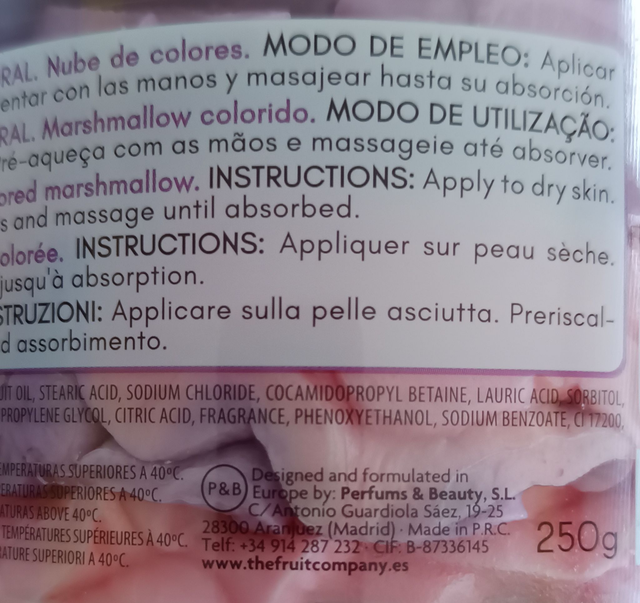 RAL. Nube de colores. MODO DE EMPLEO: Aplicar
entar con las manos y masajear hasta su absorción.
RAL. Marshmallow colorido. MODO DE UTILIZAÇÃO:
ré-aqueça com as mãos e massageie até absorver.
ored marshmallow. INSTRUCTIONS: Apply to dry skin.
s and massage until absorbed.
olorée. INSTRUCTIONS: Appliquer sur peau sèche.
jusqu'à absorption.
STRUZIONI: Applicare sulla pelle asciutta. Preriscal-
d assorbimento.
UIT OIL, STEARIC ACID, SODIUM CHLORIDE, COCAMIDOPROPYL BETAINE, LAURIC ACID, SORBITOL,
PROPYLENE GLYCOL, CITRIC ACID, FRAGRANCE, PHENOXYETHANOL, SODIUM BENZOATE, CI 17200,
EMPERATURAS SUPERIORES A 40ºC.
ERATURAS SUPERIORES A 40ºC.
ATURAS ABOVE 40ºC.
TEMPÉRATURES SUPÉRIEURES À 40ºC.
RATURE SUPERIORI A 40ºC.
P&B
Designed and formulated in
Europe by: Perfums & Beauty, S.L.
C/Antonio Guardiola Sáez, 19-25
28300 Aranjuez (Madrid) · Made in P.R.C.
Telf: +34 914 287 232 · CIF: B-87336145
www.thefruitcompany.es
250g